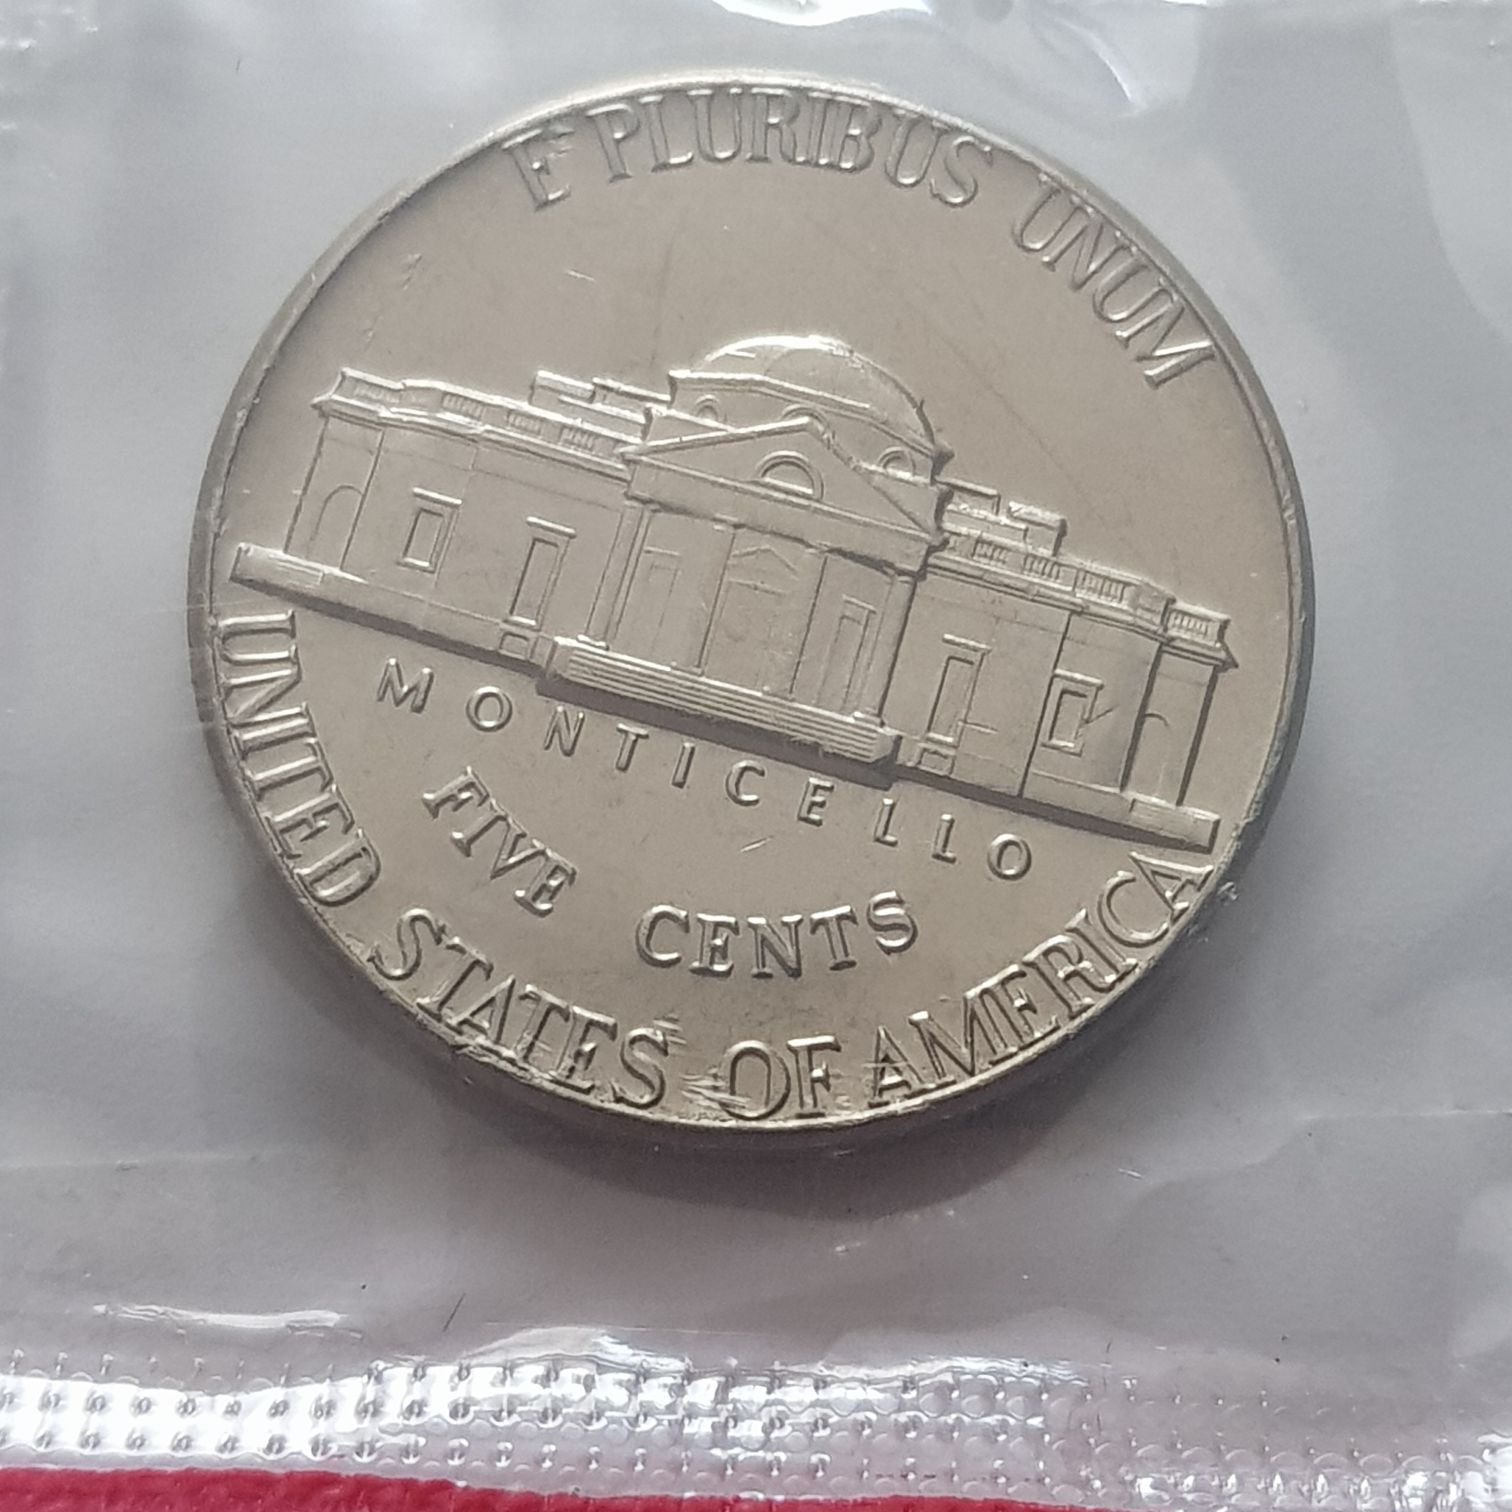 E PLURIBUS UNUM
MONTICELLO
FIVE CENTS
UNITED STATES OF AMERICA